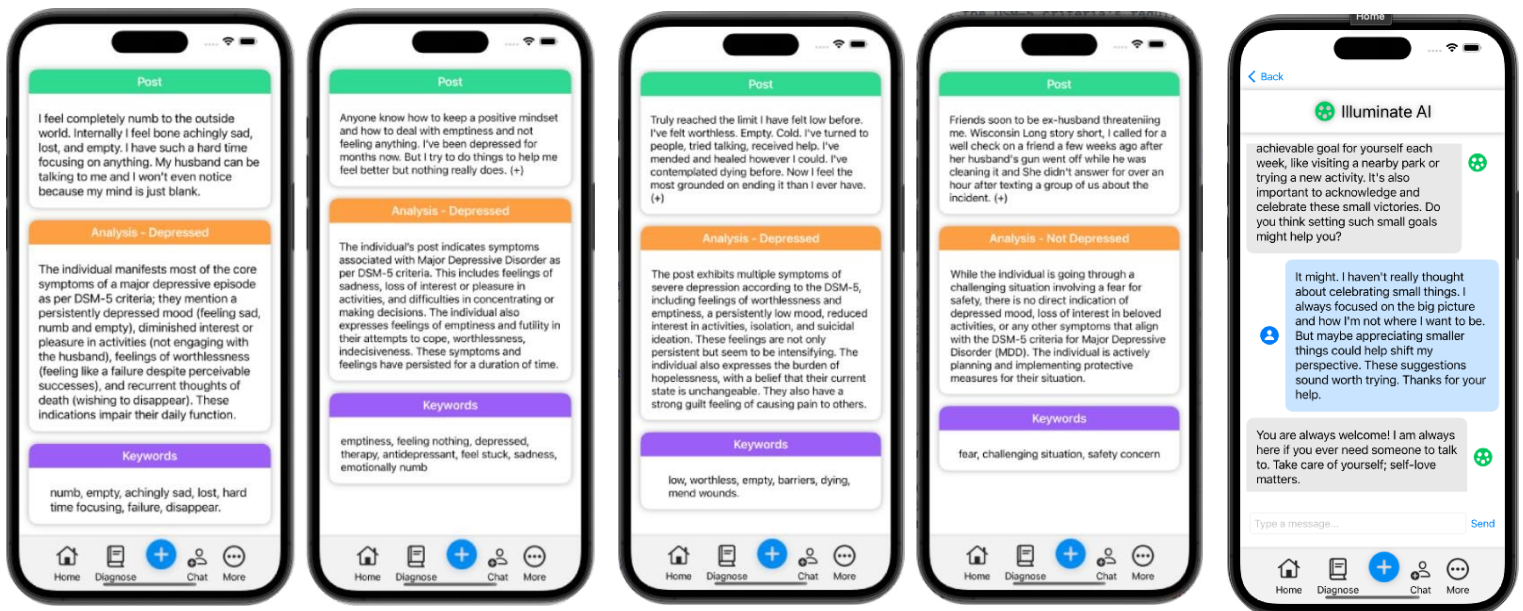 Post
I feel completely numb to the outside
world. Internally I feel bone achingly sad,
lost, and empty. I have such a hard time
focusing on anything. My husband can be
talking to me and I won't even notice
because my mind is just blank.
Analysis - Depressed
The individual manifests most of the core
symptoms of a major depressive episode
as per DSM-5 criteria; they mention a
persistently depressed mood (feeling sad,
numb and empty), diminished interest or
pleasure in activities (not engaging with
the husband), feelings of worthlessness
(feeling like a failure despite perceivable
successes), and recurrent thoughts of
death (wishing to disappear). These
indications impair their daily function.
Keywords
numb, empty, achingly sad, lost, hard
time focusing, failure, disappear.
Home Diagnose Chat More
Post
Anyone know how to keep a positive mindset
and how to deal with emptiness and not
feeling anything. I've been depressed for
months now. But I try to do things to help me
feel better but nothing really does. (+)
Analysis - Depressed
The individual's post indicates symptoms
associated with Major Depressive Disorder as
per DSM-5 criteria. This includes feelings of
sadness, loss of interest or pleasure in
activities, and difficulties in concentrating or
making decisions. The individual also
expresses feelings of emptiness and futility in
their attempts to cope, worthlessness,
indecisiveness. These symptoms and
feelings have persisted for a duration of time.
Keywords
emptiness, feeling nothing, depressed,
therapy, antidepressant, feel stuck, sadness,
emotionally numb
Home Diagnose Chat More
Post
Truly reached the limit I have felt low before.
I've felt worthless. Empty. Cold. I've turned to
people, tried talking, received help. I've
mended and healed however I could. I've
contemplated dying before. Now I feel the
most grounded on ending it than I ever have.
(+)
Analysis - Depressed
The post exhibits multiple symptoms of
severe depression according to the DSM-5,
including feelings of worthlessness and
emptiness, a persistently low mood, reduced
interest in activities, isolation, and suicidal
ideation. These feelings are not only
persistent but seem to be intensifying. The
individual also expresses the burden of
hopelessness, with a belief that their current
state is unchangeable. They also have a
strong guilt feeling of causing pain to others.
Keywords
low, worthless, empty, barriers, dying,
mend wounds.
Home Diagnose Chat More
Post
Friends soon to be ex-husband threateniing
me. Wisconsin Long story short, I called for a
well check on a friend a few weeks ago after
her husband's gun went off while he was
cleaning it and She didn't answer for over an
hour after texting a group of us about the
incident. (+)
Analysis - Not Depressed
While the individual is going through a
challenging situation involving a fear for
safety, there is no direct indication of
depressed mood, loss of interest in beloved
activities, or any other symptoms that align
with the DSM-5 criteria for Major Depressive
Disorder (MDD). The individual is actively
planning and implementing protective
measures for their situation.
Keywords
fear, challenging situation, safety concern
Home Diagnose Chat More
Home
Back
Illuminate AI
achievable goal for yourself each
week, like visiting a nearby park or
trying a new activity. It's also
important to acknowledge and
celebrate these small victories. Do
you think setting such small goals
might help you?
It might. I haven't really thought
about celebrating small things. I
always focused on the big picture
and how I'm not where I want to be.
But maybe appreciating smaller
things could help shift my
perspective. These suggestions
sound worth trying. Thanks for your
help.
You are always welcome! I am always
here if you ever need someone to talk
to. Take care of yourself; self-love
matters.
Type a message... Send
Home Diagnose Chat More